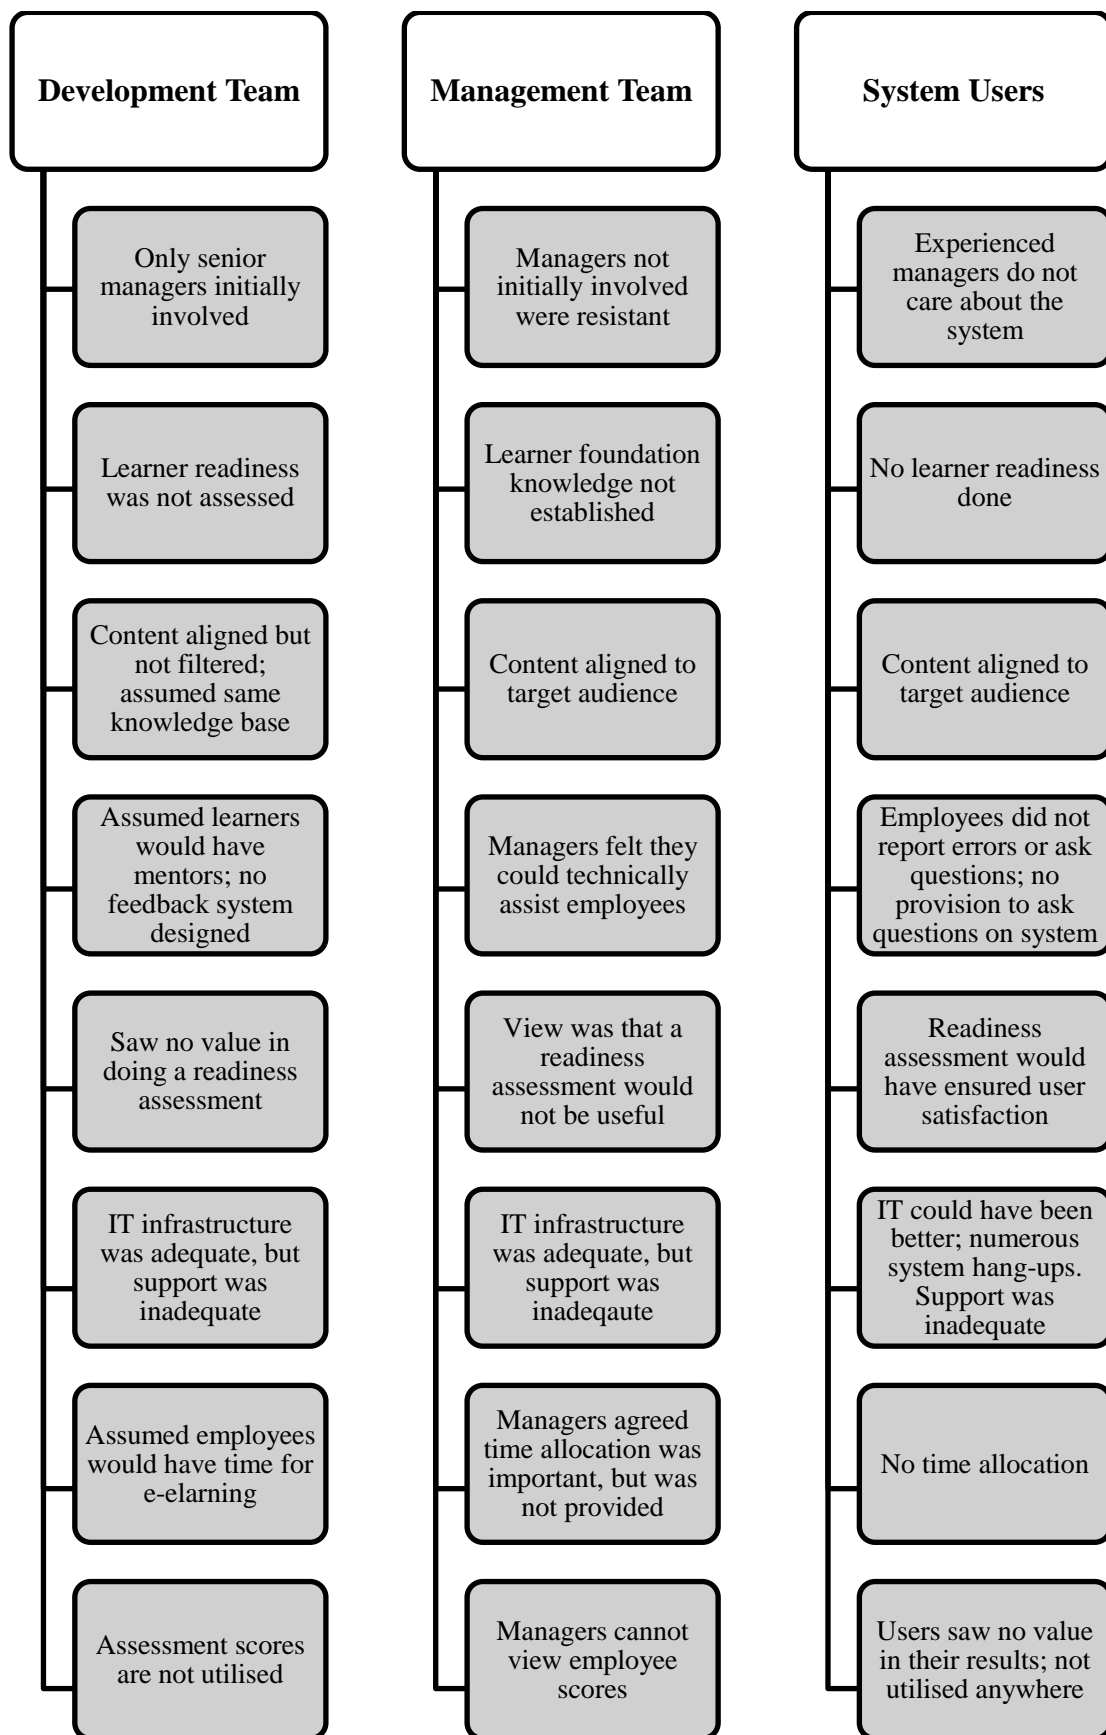 Development Team
Only senior
managers initially
involved
Learner readiness
was not assessed
Content aligned but
not filtered;
assumed same
knowledge base
Assumed learners
would have
mentors; no
feedback system
designed
Saw no value in
doing a readiness
assessment
IT infrastructure
was adequate, but
support was
inadequate
Assumed employees
would have time for
e-elarning
Assessment scores
are not utilised
Management Team
Managers not
initially involved
were resistant
Learner foundation
knowledge not
established
Content aligned to
target audience
Managers felt they
could technically
assist employees
View was that a
readiness
assessment would
not be useful
IT infrastructure
was adequate, but
support was
inadeqaute
Managers agreed
time allocation was
important, but was
not provided
Managers cannot
view employee
scores
System Users
Experienced
managers do not
care about the
system
No learner readiness
done
Content aligned to
target audience
Employees did not
report errors or ask
questions; no
provision to ask
questions on system
Readiness
assessment would
have ensured user
satisfaction
IT could have been
better; numerous
system hang-ups.
Support was
inadequate
No time allocation
Users saw no value
in their results; not
utilised anywhere